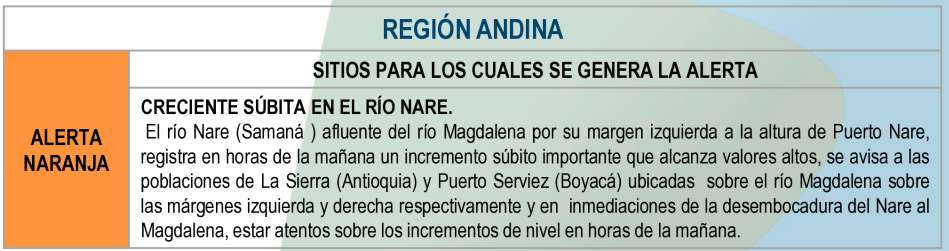 REGIÓN ANDINA
SITIOS PARA LOS CUALES SE GENERA LA ALERTA
ALERTA
NARANJA
CRECIENTE SÚBITA EN EL RÍO NARE.
El río Nare (Samaná ) afluente del río Magdalena por su margen izquierda a la altura de Puerto Nare,
registra en horas de la mañana un incremento súbito importante que alcanza valores altos, se avisa a las
poblaciones de La Sierra (Antioquia) y Puerto Serviez (Boyacá) ubicadas  sobre el río Magdalena sobre
las márgenes izquierda y derecha respectivamente y en  inmediaciones de la desembocadura del Nare al
Magdalena, estar atentos sobre los incrementos de nivel en horas de la mañana.